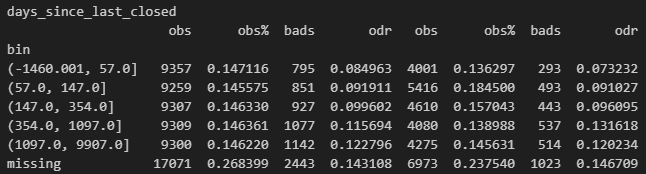 days_since_last_closed
obs obs% bads odr obs obs% bads odr
bin
(-1460.001, 57.0] 9357 0.147116 795 0.084963 4001 0.136297 293 0.073232
(57.0, 147.0] 9259 0.145575 851 0.091911 5416 0.184500 493 0.091027
(147.0, 354.0] 9307 0.146330 927 0.099602 4610 0.157043 443 0.096095
(354.0, 1097.0] 9309 0.146361 1077 0.115694 4080 0.138988 537 0.131618
(1097.0, 9907.0] 9300 0.146220 1142 0.122796 4275 0.145631 514 0.120234
missing 17071 0.268399 2443 0.143108 6973 0.237540 1023 0.146709